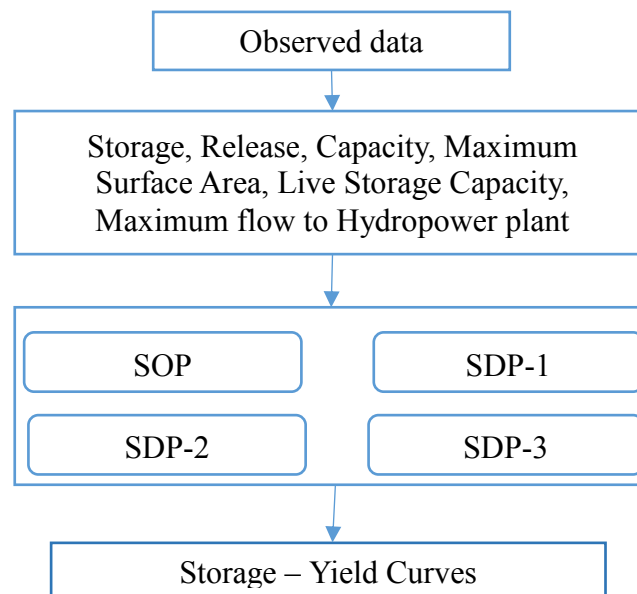 Observed data
Storage, Release, Capacity, Maximum
Surface Area, Live Storage Capacity,
Maximum flow to Hydropower plant
SOP
SDP-1
SDP-2
SDP-3
Storage – Yield Curves